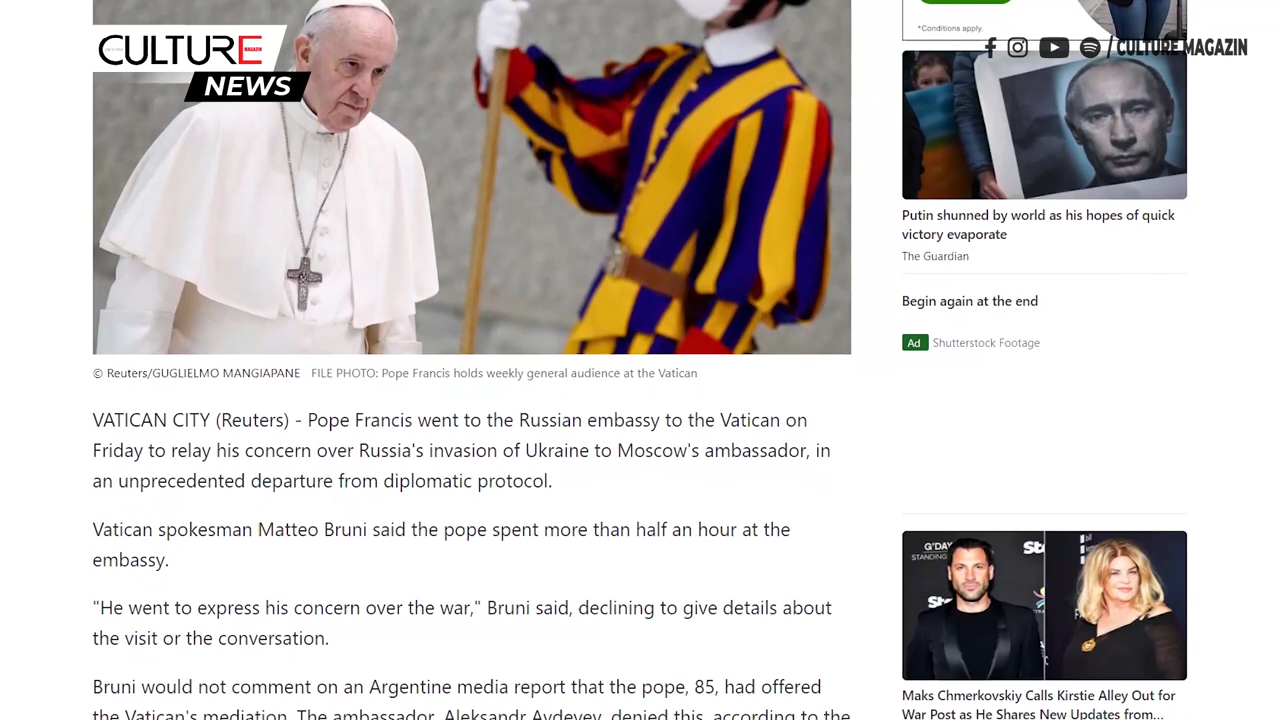 CULTURE
MAGAZIN
NEWS
*Conditions apply.
/ CULTURE MAGAZIN
Putin shunned by world as his hopes of quick
victory evaporate
The Guardian
Begin again at the end
Ad Shutterstock Footage
© Reuters/GUGLIELMO MANGIAPANE FILE PHOTO: Pope Francis holds weekly general audience at the Vatican
VATICAN CITY (Reuters) - Pope Francis went to the Russian embassy to the Vatican on
Friday to relay his concern over Russia's invasion of Ukraine to Moscow's ambassador, in
an unprecedented departure from diplomatic protocol.
Vatican spokesman Matteo Bruni said the pope spent more than half an hour at the
embassy.
"He went to express his concern over the war," Bruni said, declining to give details about
the visit or the conversation.
Bruni would not comment on an Argentine media report that the pope, 85, had offered
the Vatican's mediation. The ambassador, Aleksandr Avdeyev, denied this, according to the
G'DAY
STANDING
Maks Chmerkovskiy Calls Kirstie Alley Out for
War Post as He Shares New Updates from...